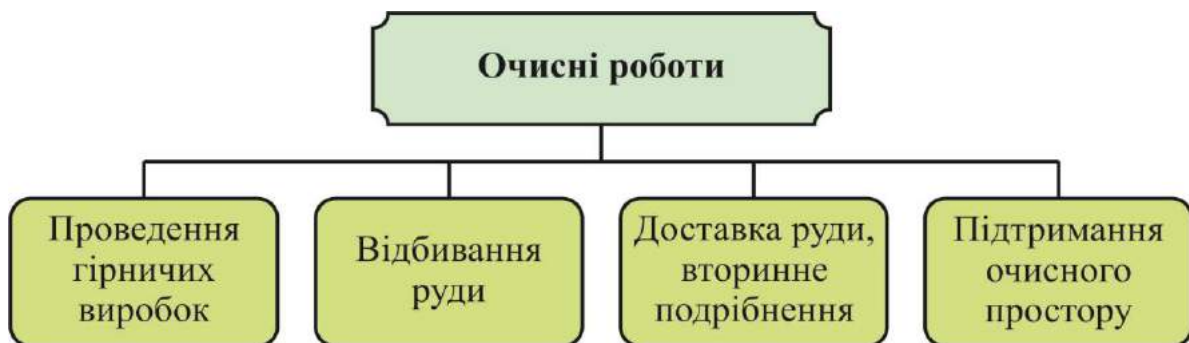 Очисні роботи
Проведення
гірничих
виробок
Відбивання
руди
Доставка руди,
вторинне
подрібнення
Підтримання
очисного
простору